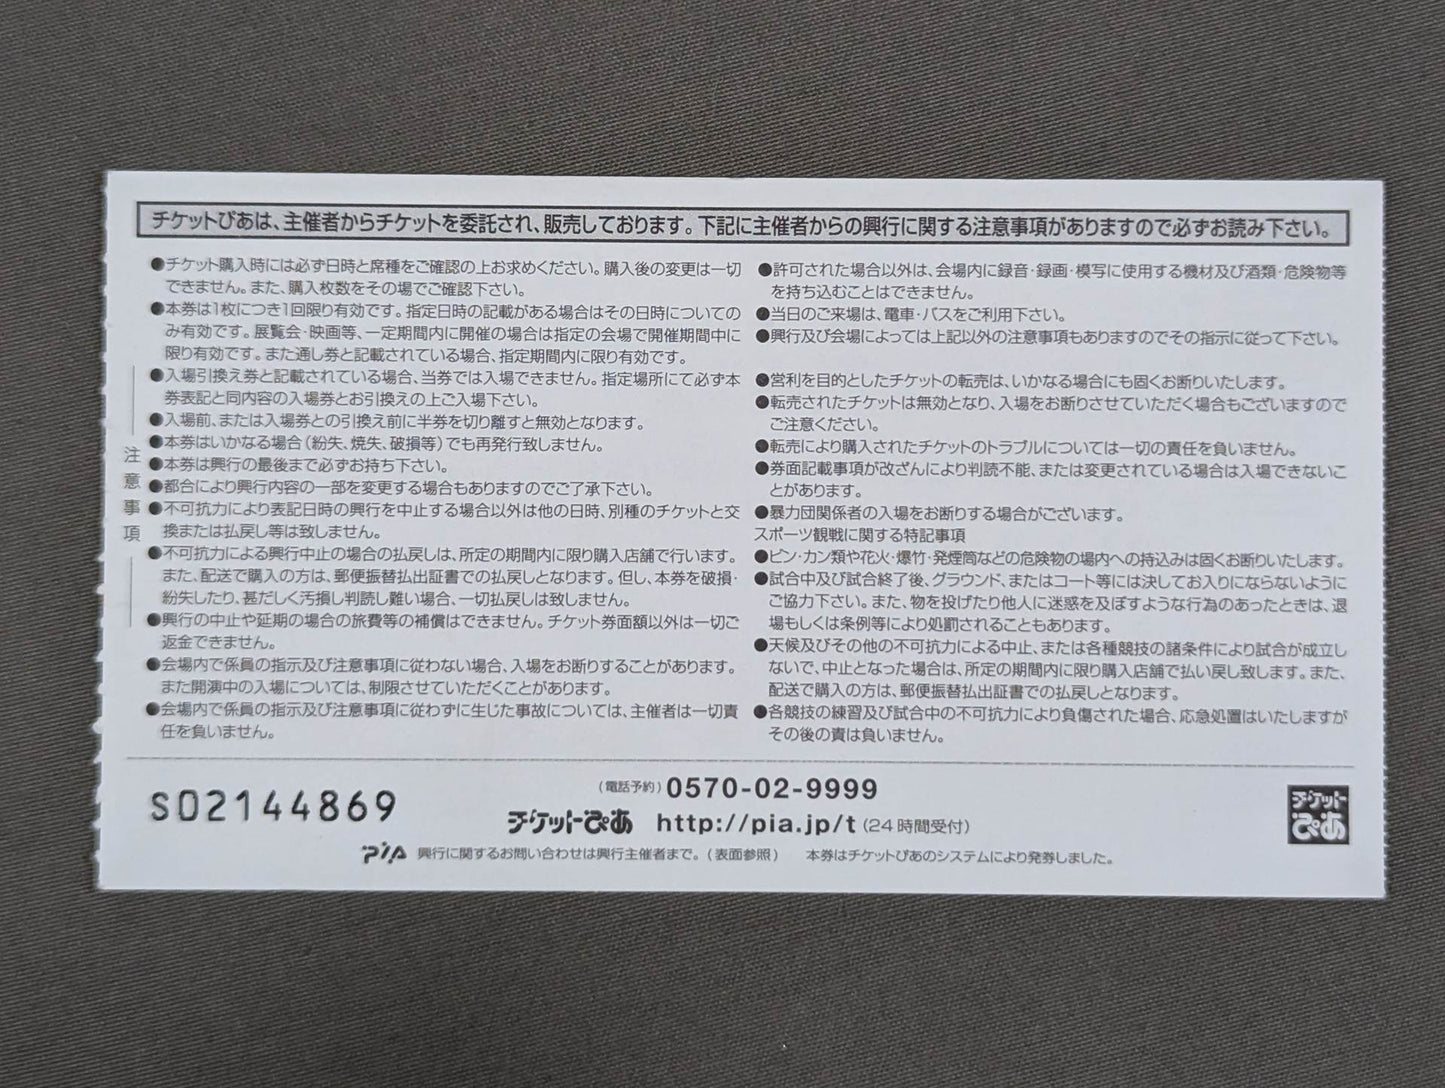 チケットぴあは、主催者からチケットを委託され、販売しております。下記に主催者からの興行に関する注意事項がありますので必ずお読み下さい。
注意事項
●チケット購入時には必ず日時と席種をご確認の上お求めください。購入後の変更は一切
できません。また、購入枚数をその場でご確認下さい。
●本券は1枚につき1回限り有効です。指定日時の記載がある場合はその日時についての
み有効です。展覧会・映画等、一定期間内に開催の場合は指定の会場で開催期間中に
限り有効です。また通し券と記載されている場合、指定期間内に限り有効です。
●入場引換え券と記載されている場合、当券では入場できません。指定場所にて必ず本
券表記と同内容の入場券とお引換えの上ご入場下さい。
●入場前、または入場券との引換え前に半券を切り離すと無効となります。
●本券はいかなる場合（紛失、焼失、破損等）でも再発行致しません。
●本券は興行の最後まで必ずお持ち下さい。
●都合により興行内容の一部を変更する場合もありますのでご了承下さい。
●不可抗力により表記日時の興行を中止する場合以外は他の日時、別種のチケットと交
換または払戻し等は致しません。
●不可抗力による興行中止の場合の払戻しは、所定の期間内に限り購入店舗で行います。
また、配送で購入の方は、郵便振替払出証書での払戻しとなります。但し、本券を破損・
紛失したり、甚だしく汚損し判読し難い場合、一切払戻しは致しません。
●興行の中止や延期の場合の旅費等の補償はできません。チケット券面額以外は一切ご
返金できません。
●会場内で係員の指示及び注意事項に従わない場合、入場をお断りすることがあります。
また開演中の入場については、制限させていただくことがあります。
●会場内で係員の指示及び注意事項に従わずに生じた事故については、主催者は一切責
任を負いません。
●許可された場合以外は、会場内に録音・録画・模写に使用する機材及び酒類・危険物等
を持ち込むことはできません。
●当日のご来場は、電車・バスをご利用下さい。
●興行及び会場によっては上記以外の注意事項もありますのでその指示に従って下さい。
●営利を目的としたチケットの転売は、いかなる場合にも固くお断りいたします。
●転売されたチケットは無効となり、入場をお断りさせていただく場合もございますので
ご注意ください。
●転売により購入されたチケットのトラブルについては一切の責任を負いません。
●券面記載事項が改ざんにより判読不能、または変更されている場合は入場できないこ
とがあります。
●暴力団関係者の入場をお断りする場合がございます。
スポーツ観戦に関する特記事項
●ビン・カン類や花火・爆竹・発煙筒などの危険物の場内への持込みは固くお断りいたします。
●試合中及び試合終了後、グラウンド、またはコート等には決してお入りにならないように
ご協力下さい。また、物を投げたり他人に迷惑を及ぼすような行為のあったときは、退
場もしくは条例等により処罰されることもあります。
●天候及びその他の不可抗力による中止、または各種競技の諸条件により試合が成立し
ないで、中止となった場合は、所定の期間内に限り購入店舗で払い戻し致します。また、
配送で購入の方は、郵便振替払出証書での払戻しとなります。
●各競技の練習及び試合中の不可抗力により負傷された場合、応急処置はいたしますが
その後の責は負いません。
S02144869
（電話予約）0570-02-9999
チケットぴあ http://pia.jp/t（24時間受付）
PIA 興行に関するお問い合わせは興行主催者まで。（表面参照） 本券はチケットぴあのシステムにより発券しました。
チケット
ぴあ